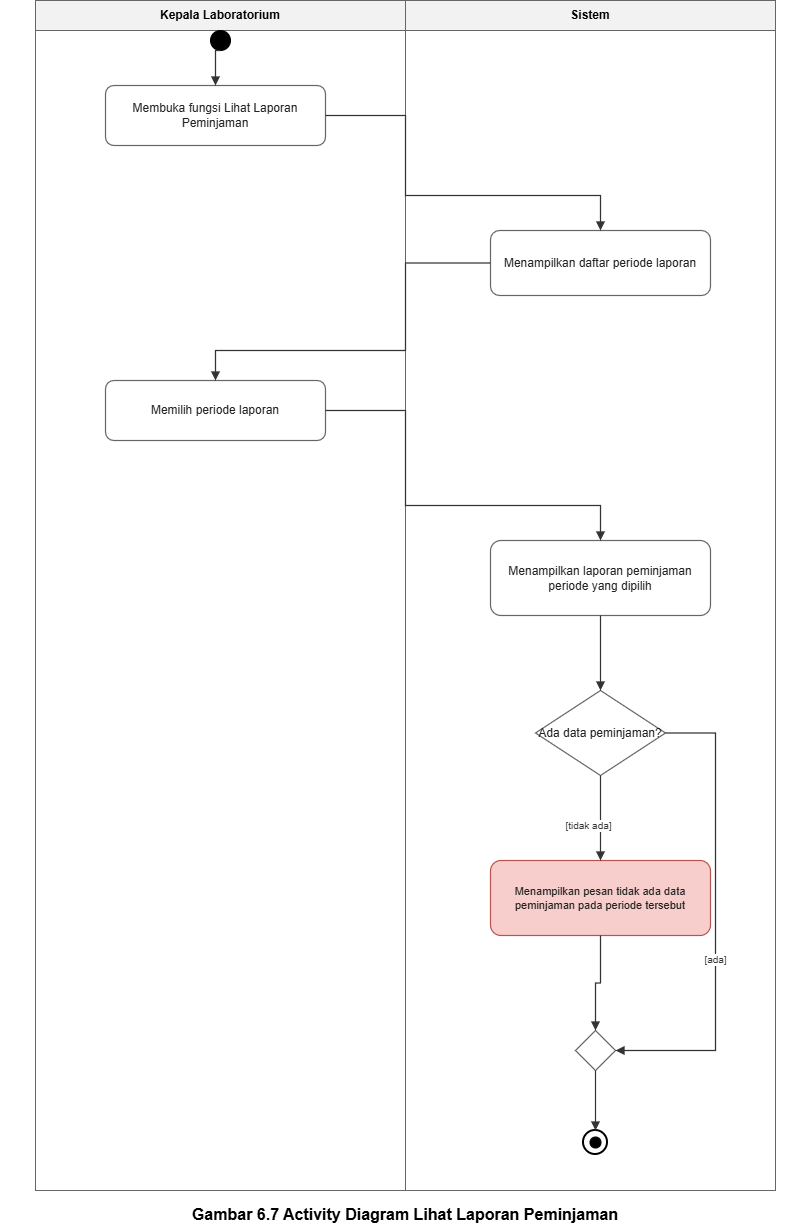 Kepala Laboratorium
Sistem
Membuka fungsi Lihat Laporan
Peminjaman
Menampilkan daftar periode laporan
Memilih periode laporan
Menampilkan laporan peminjaman
periode yang dipilih
Ada data peminjaman?
[tidak ada]
Menampilkan pesan tidak ada data
peminjaman pada periode tersebut
[ada]
Gambar 6.7 Activity Diagram Lihat Laporan Peminjaman